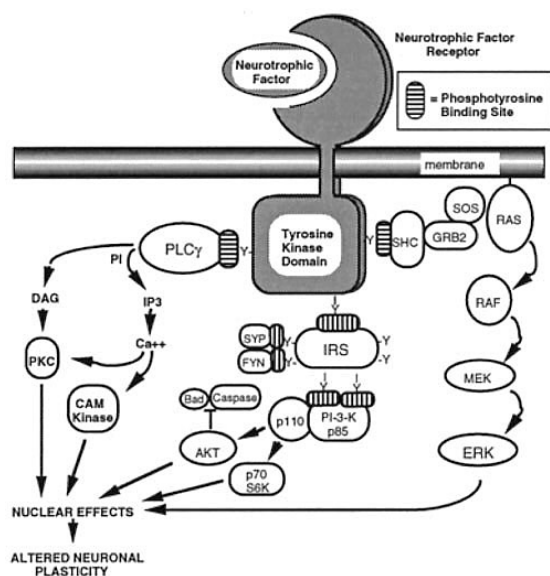 Neurotrophic Factor
Receptor
Neurotrophic
Factor
= Phosphotyrosine
Binding Site
membrane
SOS
RAS
PLCγ
Y-
Tyrosine
Kinase
Domain
-Y
SHC
GRB2
PI
DAG
IP3
RAF
Y
SYP
Y-
FYN
Y-
IRS
-Y
-Y
Ca++
PKC
MEK
Y
Y
CAM
Kinase
Bad
Caspase
p110
PI-3-K
p85
AKT
p70
S6K
ERK
NUCLEAR EFFECTS
ALTERED NEURONAL
PLASTICITY